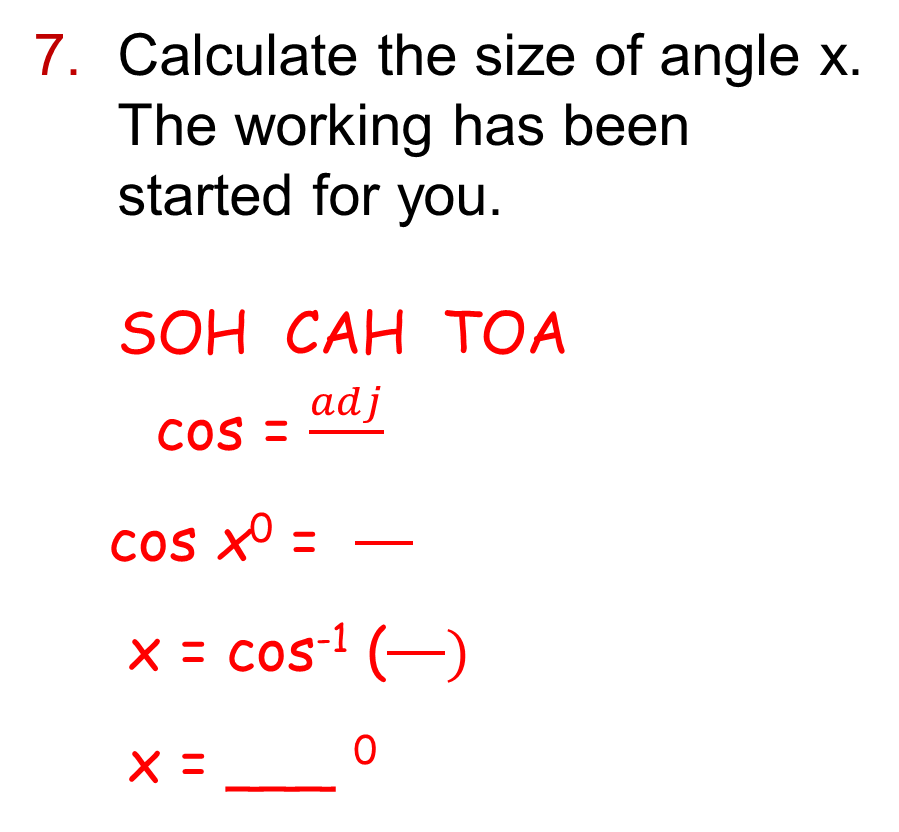 7. Calculate the size of angle x.
The working has been
started for you.
SOH CAH TOA
cos = adj/
cos x⁰ = —
x = cos⁻¹ (—)
x = ____ ⁰